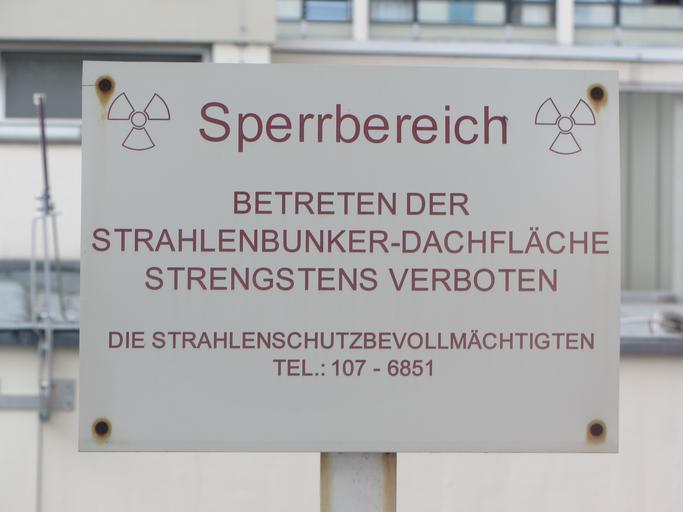 Sperrbereich
BETRETEN DER
STRAHLENBUNKER-DACHFLÄCHE
STRENGSTENS VERBOTEN
DIE STRAHLENSCHUTZBEVOLLMÄCHTIGTEN
TEL.: 107 - 6851